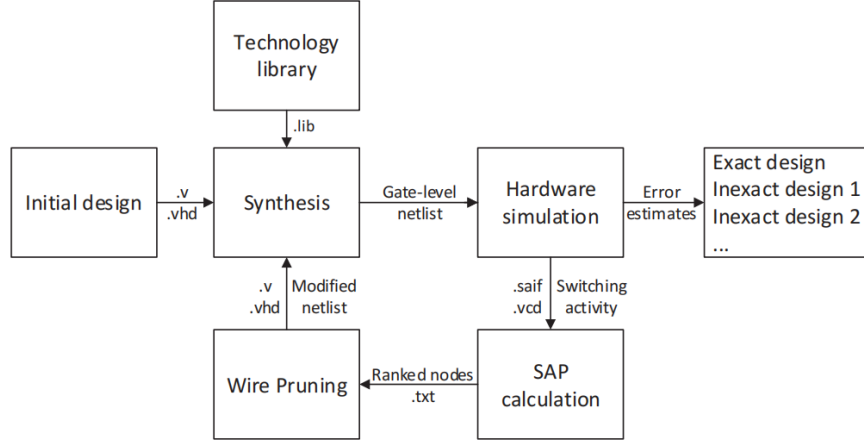 Technology
library
.lib
Initial design
.v
.vhd
Synthesis
Gate-level
netlist
Hardware
simulation
Error
estimates
Exact design
Inexact design 1
Inexact design 2
...
.v
.vhd
Modified
netlist
.saif
.vcd
Switching
activity
Wire Pruning
Ranked nodes
.txt
SAP
calculation